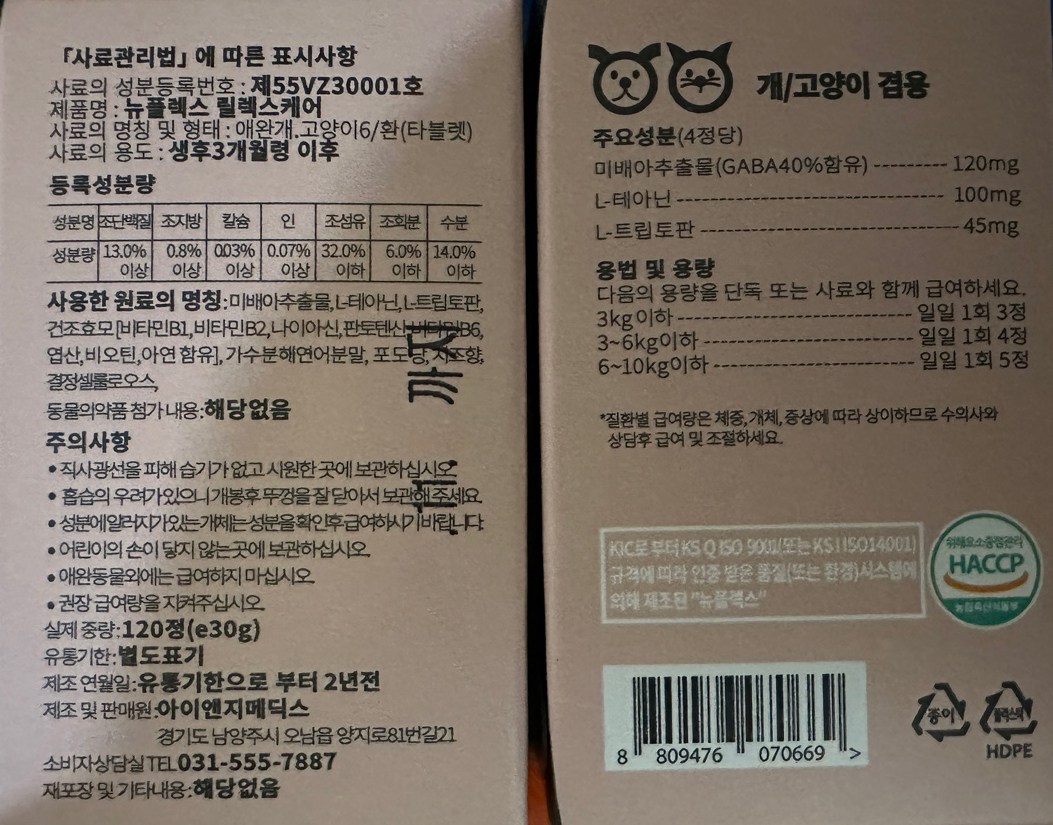 「사료관리법」에 따른 표시사항
사료의 성분등록번호 : 제55VZ30001호
제품명 : 뉴플렉스 릴렉스케어
사료의 명칭 및 형태 : 애완개.고양이6/환(타블렛)
사료의 용도 : 생후3개월령 이후
등록성분량
성분명 조단백질 조지방 칼슘 인 조섬유 조회분 수분
성분량 13.0% 0.8% 0.03% 0.07% 32.0% 6.0% 14.0%
이상 이상 이상 이상 이하 이하 이하
사용한 원료의 명칭:미배아추출물, L-테아닌, L-트립토판,
건조효모 [비타민B1, 비타민B2, 나이아신, 판토텐산 비타민B6,
엽산, 비오틴, 아연 함유], 가수분해연어분말, 포도당, 치즈향,
결정셀룰로오스,
동물의약품 첨가 내용:해당없음
주의사항
• 직사광선을 피해 습기가 없고 시원한 곳에 보관하십시오.
• 흡습의 우려가 있으니 개봉후 뚜껑을 잘 닫아서 보관해 주세요.
• 성분에 알러지가 있는 개체는 성분을 확인후 급여하시기 바랍니다.
• 어린이의 손이 닿지 않는 곳에 보관하십시오.
• 애완동물외에는 급여하지 마십시오.
• 권장 급여량을 지켜주십시오.
실제 중량:120정(e30g)
유통기한:별도표기
제조 연월일:유통기한으로 부터 2년전
제조 및 판매원:아이앤지메딕스
경기도 남양주시 오남읍 양지로81번길21
소비자상담실 TEL 031-555-7887
재포장 및 기타내용:해당없음
까지
개/고양이 겸용
주요성분(4정당)
미배아추출물(GABA40%함유) --------- 120mg
L-테아닌 ---------------------------------- 100mg
L-트립토판 -------------------------------- 45mg
용법 및 용량
다음의 용량을 단독 또는 사료와 함께 급여하세요.
3kg이하 ----------------------------- 일일 1회 3정
3~6kg이하 -------------------------- 일일 1회 4정
6~10kg이하 ------------------------- 일일 1회 5정
*질환별 급여량은 체중, 개체, 증상에 따라 상이하므로 수의사와
상담후 급여 및 조절하세요.
KIC로 부터 KS Q ISO 9001(또는 KS I ISO14001)
규격에 따라 인증 받은 품질(또는 환경)시스템에
의해 제조된 "뉴플렉스"
위해요소중점관리
HACCP
농림축산식품부
8 809476 070669 >
종이
플라스틱
HDPE